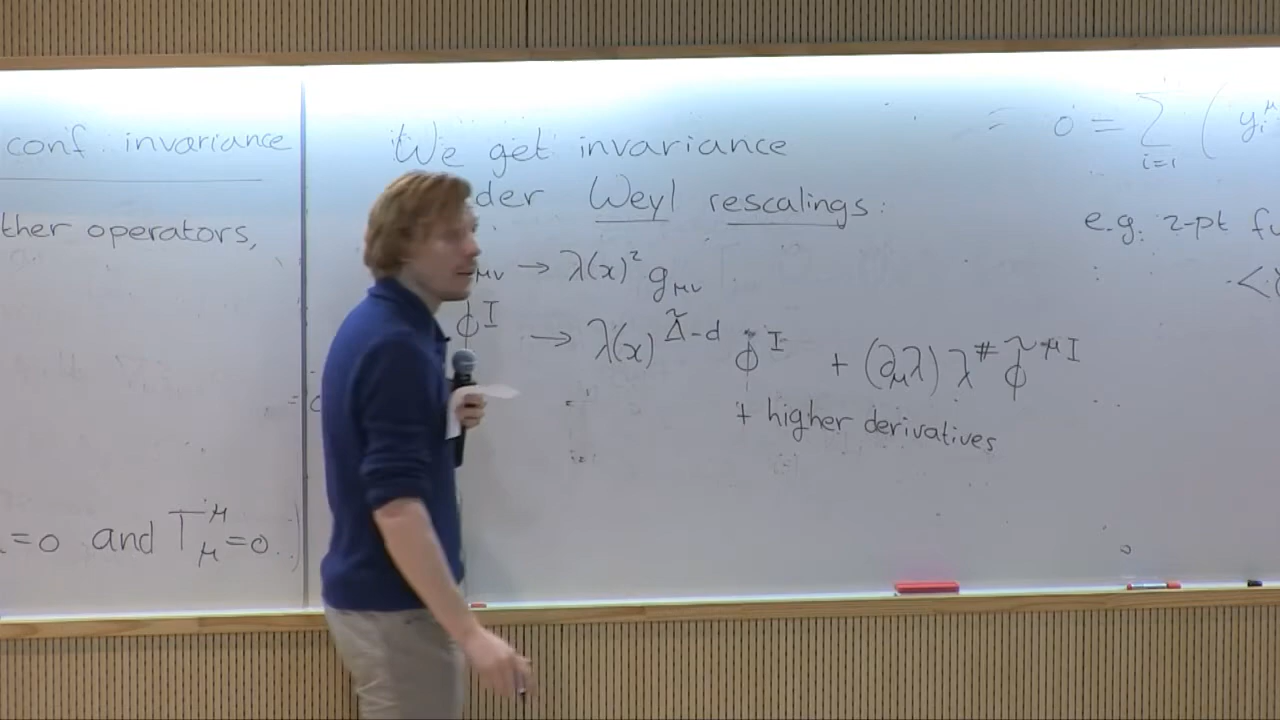 conf. invariance
ther operators,
=0 and T^μ_μ=0.)
We get invariance
der Weyl rescalings:
μν → λ(x)² g_μν
ϕ^I → λ(x)^{Δ̃-d} ϕ^I + (∂_μλ) λ^# ϕ̃^{μI}
+ higher derivatives
= 0 = ∑_{i=1} ( y_i^μ
e.g. 2-pt fu